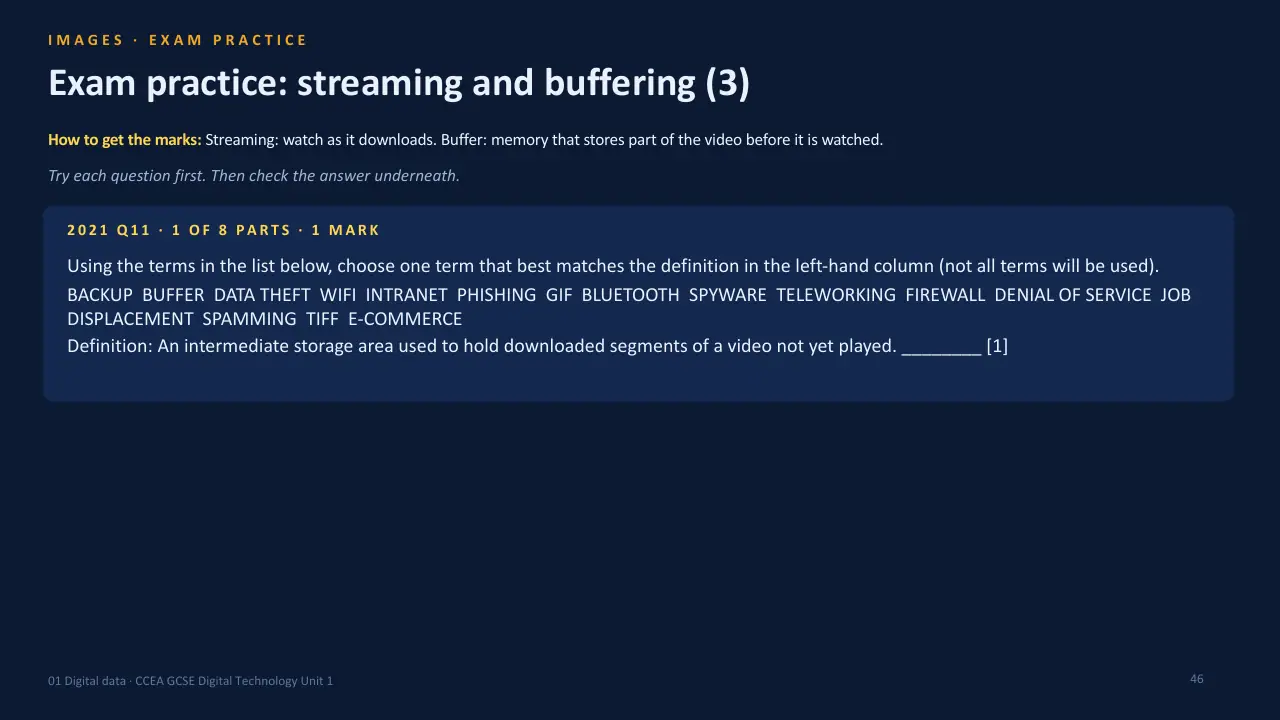 IMAGES · EXAM PRACTICE
Exam practice: streaming and buffering (3)
How to get the marks: Streaming: watch as it downloads. Buffer: memory that stores part of the video before it is watched.
Try each question first. Then check the answer underneath.
2021 Q11 · 1 OF 8 PARTS · 1 MARK
Using the terms in the list below, choose one term that best matches the definition in the left-hand column (not all terms will be used).
BACKUP  BUFFER  DATA THEFT  WIFI  INTRANET  PHISHING  GIF  BLUETOOTH  SPYWARE  TELEWORKING  FIREWALL  DENIAL OF SERVICE  JOB
DISPLACEMENT  SPAMMING  TIFF  E-COMMERCE
Definition: An intermediate storage area used to hold downloaded segments of a video not yet played. ________ [1]
01 Digital data · CCEA GCSE Digital Technology Unit 1
46